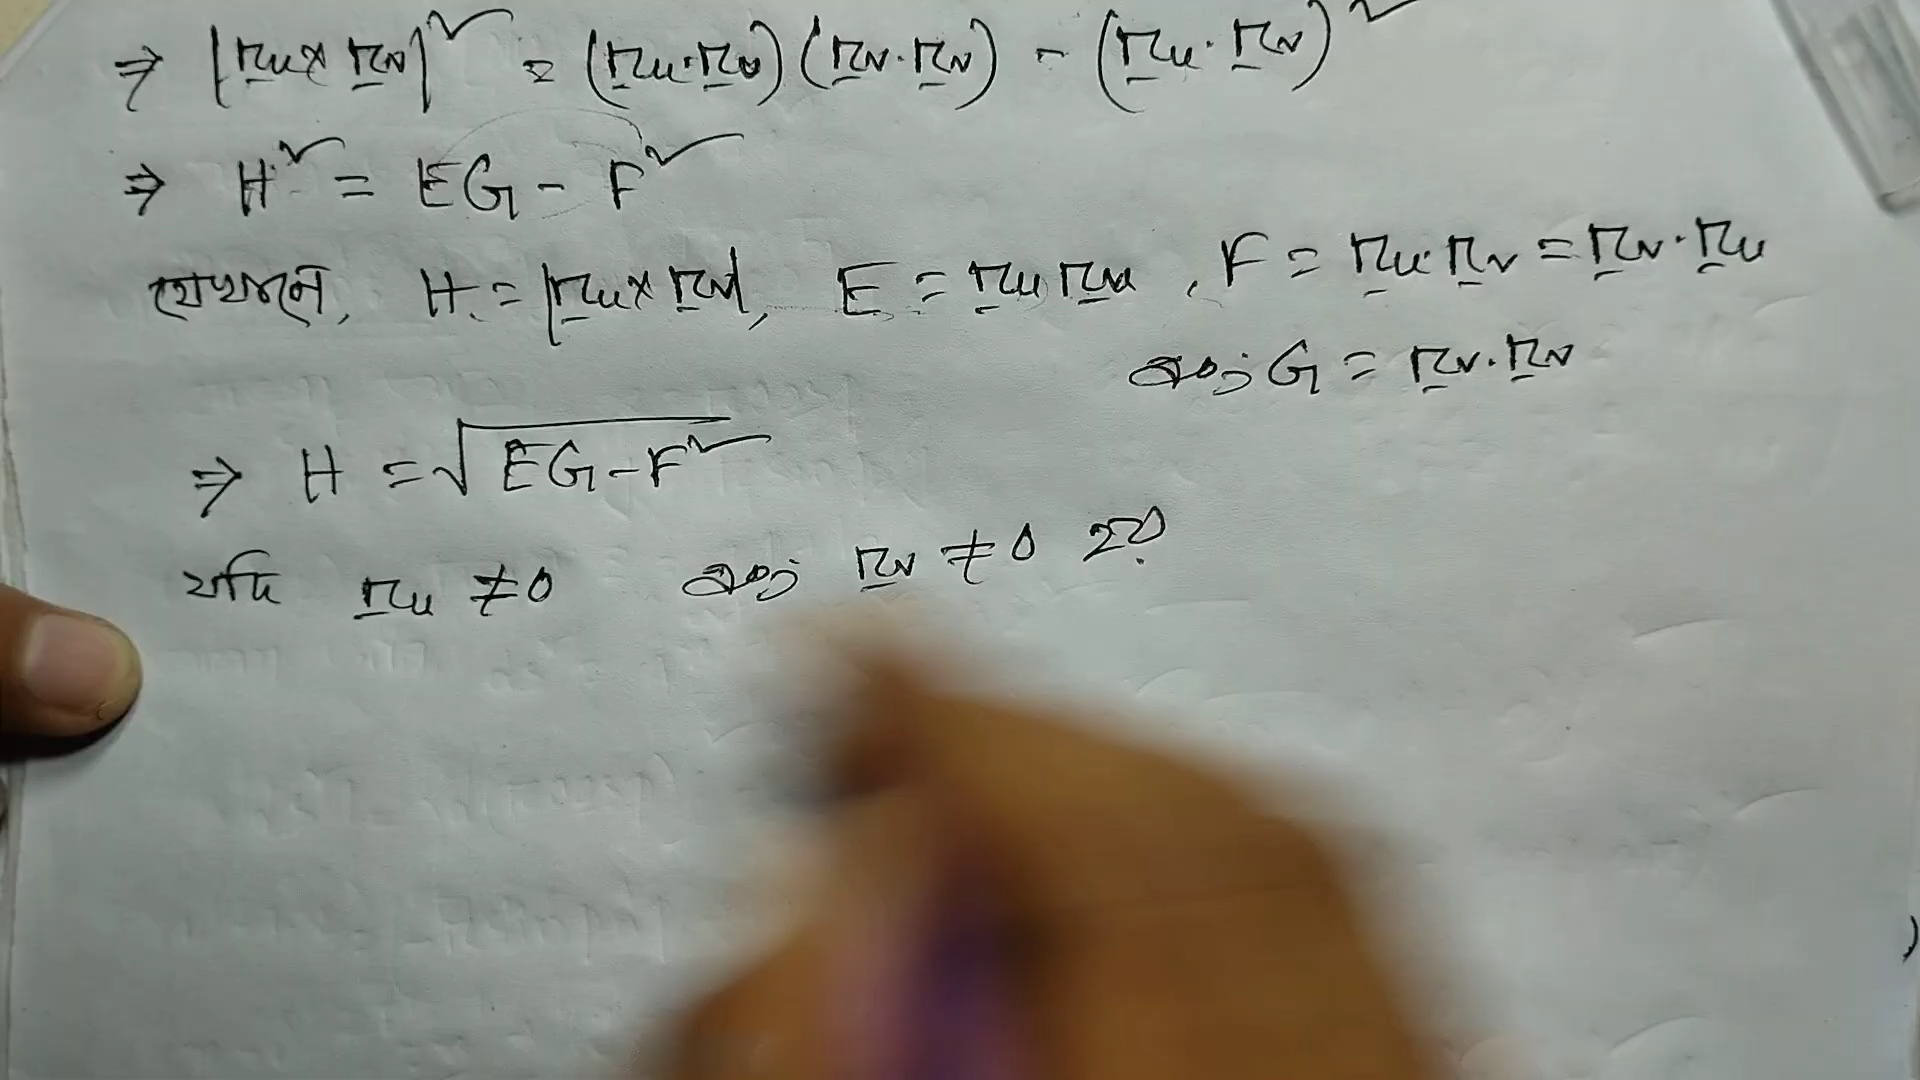 ⇒ |r̲u × r̲v|² = (r̲u · r̲u) (r̲v · r̲v) - (r̲u · r̲v)²
⇒ H² = EG - F²
যেখানে, H = |r̲u × r̲v|, E = r̲u r̲u, F = r̲u · r̲v = r̲v · r̲u
এবং G = r̲v · r̲v
⇒ H = √EG - F²
যদি r̲u ≠ 0 এবং r̲v ≠ 0 হয়